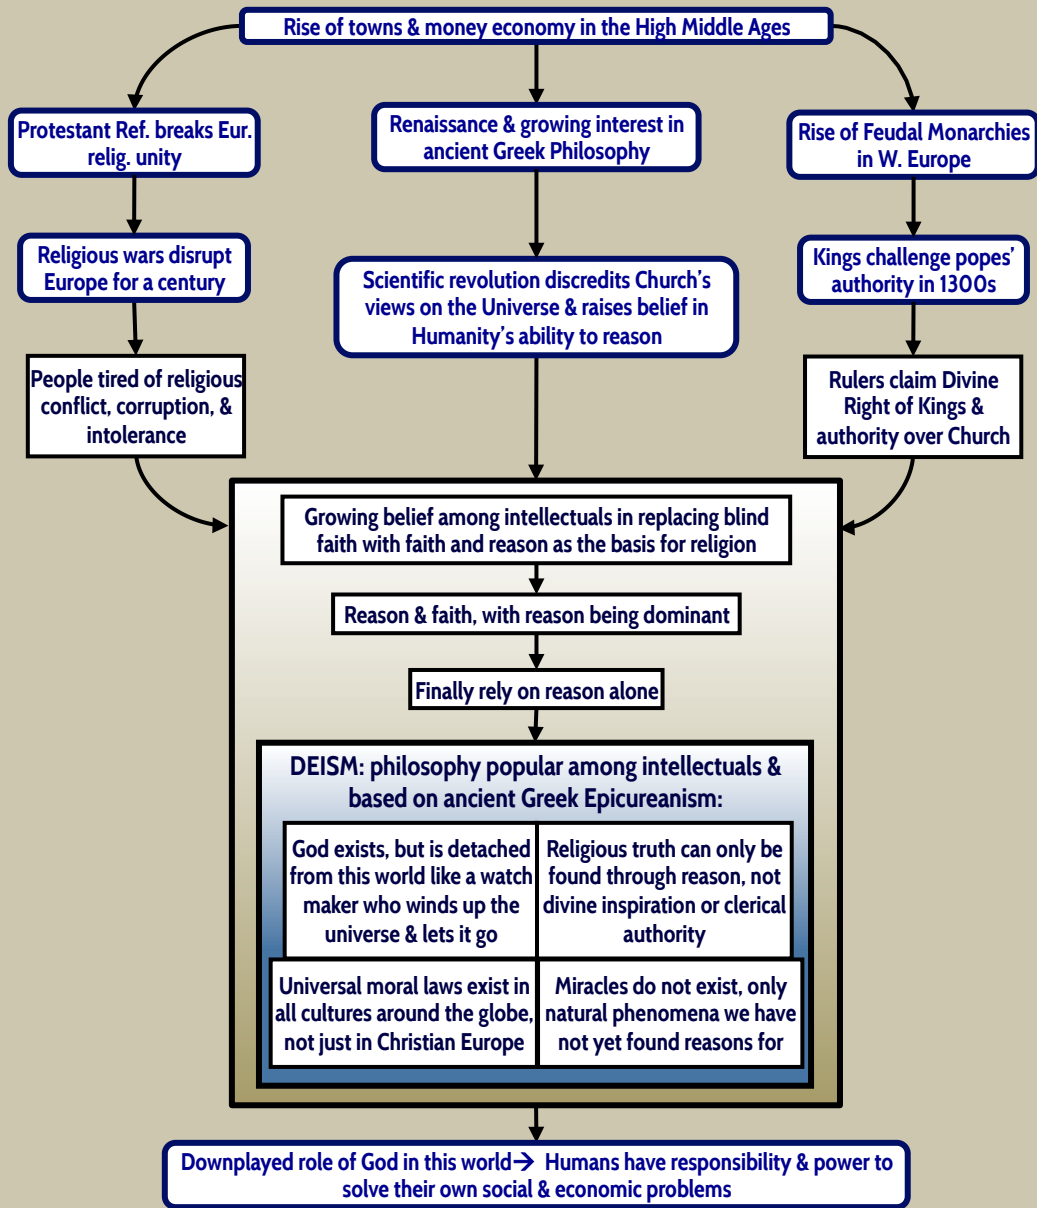 Rise of towns & money economy in the High Middle Ages
Protestant Ref. breaks Eur.
relig. unity
Renaissance & growing interest in
ancient Greek Philosophy
Rise of Feudal Monarchies
in W. Europe
Religious wars disrupt
Europe for a century
Scientific revolution discredits Church's
views on the Universe & raises belief in
Humanity's ability to reason
Kings challenge popes'
authority in 1300s
People tired of religious
conflict, corruption, &
intolerance
Rulers claim Divine
Right of Kings &
authority over Church
Growing belief among intellectuals in replacing blind
faith with faith and reason as the basis for religion
Reason & faith, with reason being dominant
Finally rely on reason alone
DEISM: philosophy popular among intellectuals &
based on ancient Greek Epicureanism:
God exists, but is detached
from this world like a watch
maker who winds up the
universe & lets it go
Religious truth can only be
found through reason, not
divine inspiration or clerical
authority
Universal moral laws exist in
all cultures around the globe,
not just in Christian Europe
Miracles do not exist, only
natural phenomena we have
not yet found reasons for
Downplayed role of God in this world→ Humans have responsibility & power to
solve their own social & economic problems